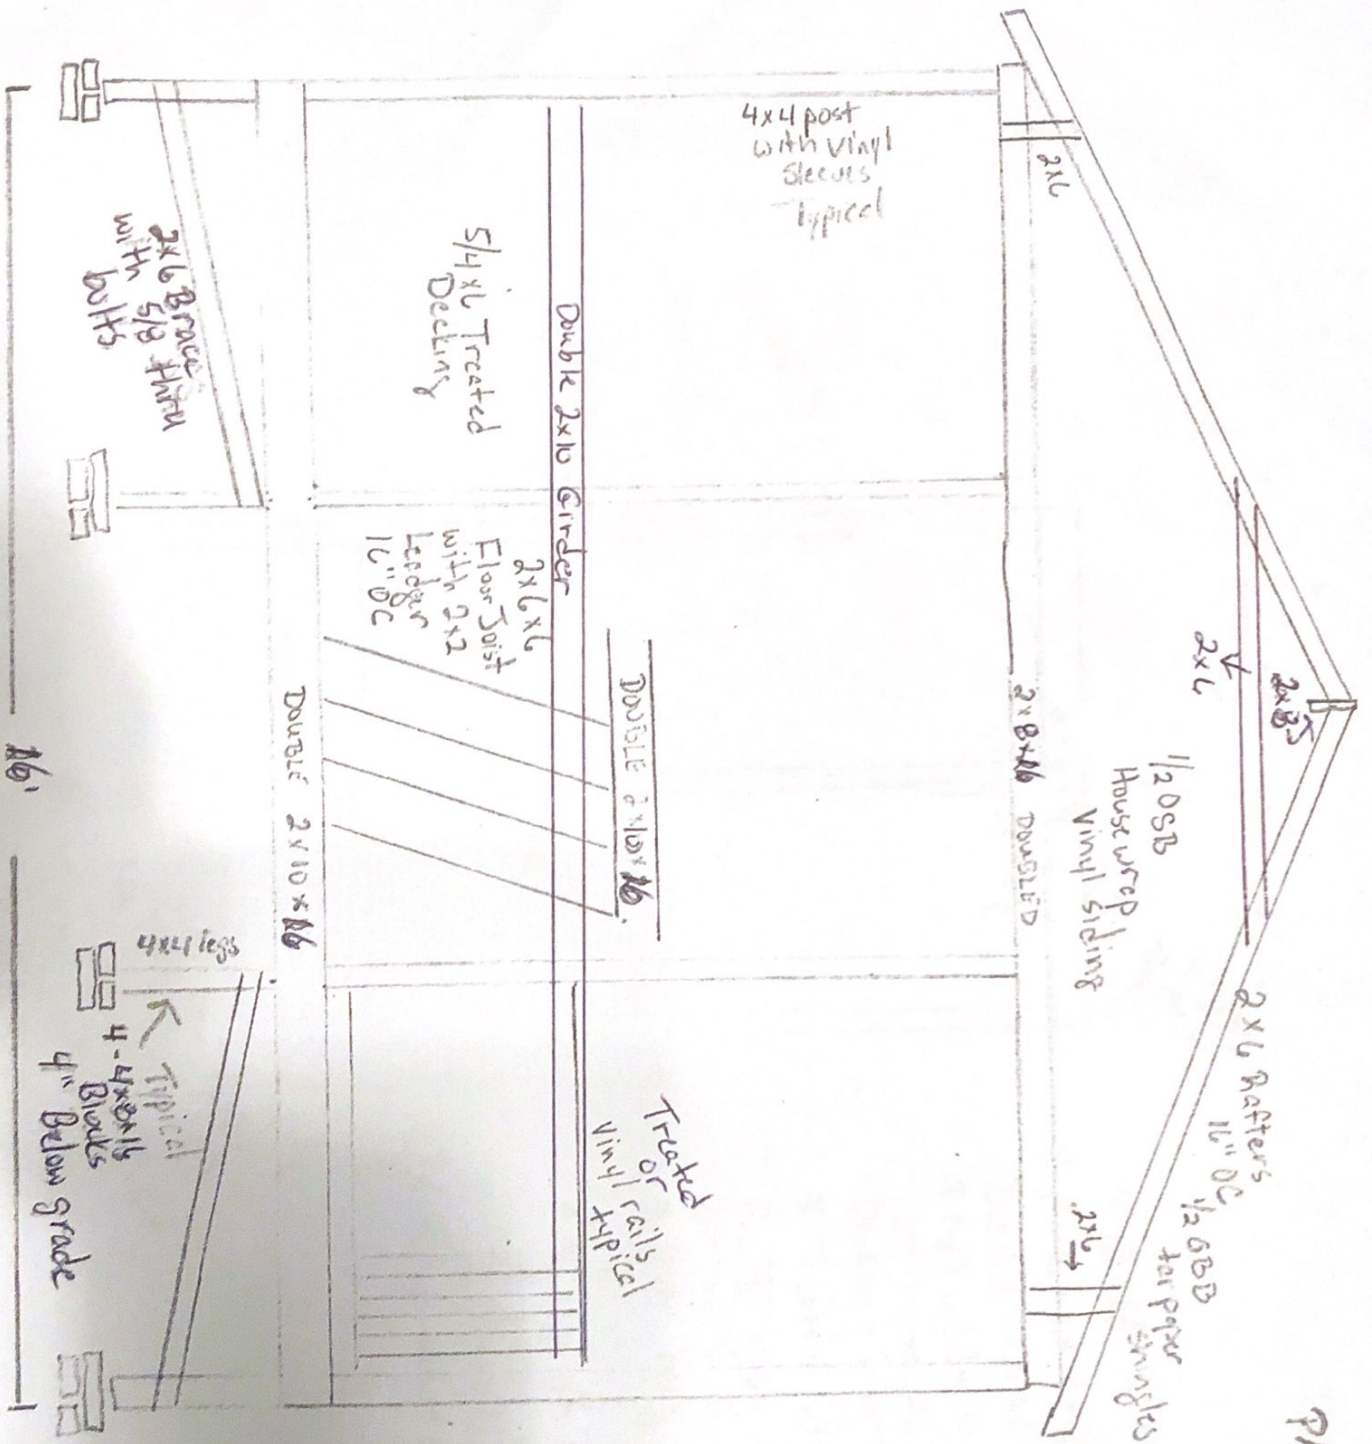 2x6
4x4 post
with vinyl
sleeves
typical
2x8
2x6
1/2 OSB
House wrap
Vinyl siding
2x6 Rafters
16" OC
1/2 OBD
tarpaper
shingles
2x6
2x8x16 DOUBLED
Double 2x10 Girder
5/4x6 Treated
Decking
2x6x6
Floor Joist
with 2x2
Ledger
16" OC
DOUBLE 2x10x16
Treated
or
vinyl rails
typical
DOUBLE 2x10x16
2x6 Brace
with 5/8 thru
bolts
4x4 legs
Typical
4-4x8x16
Blocks
4" Below grade
16'